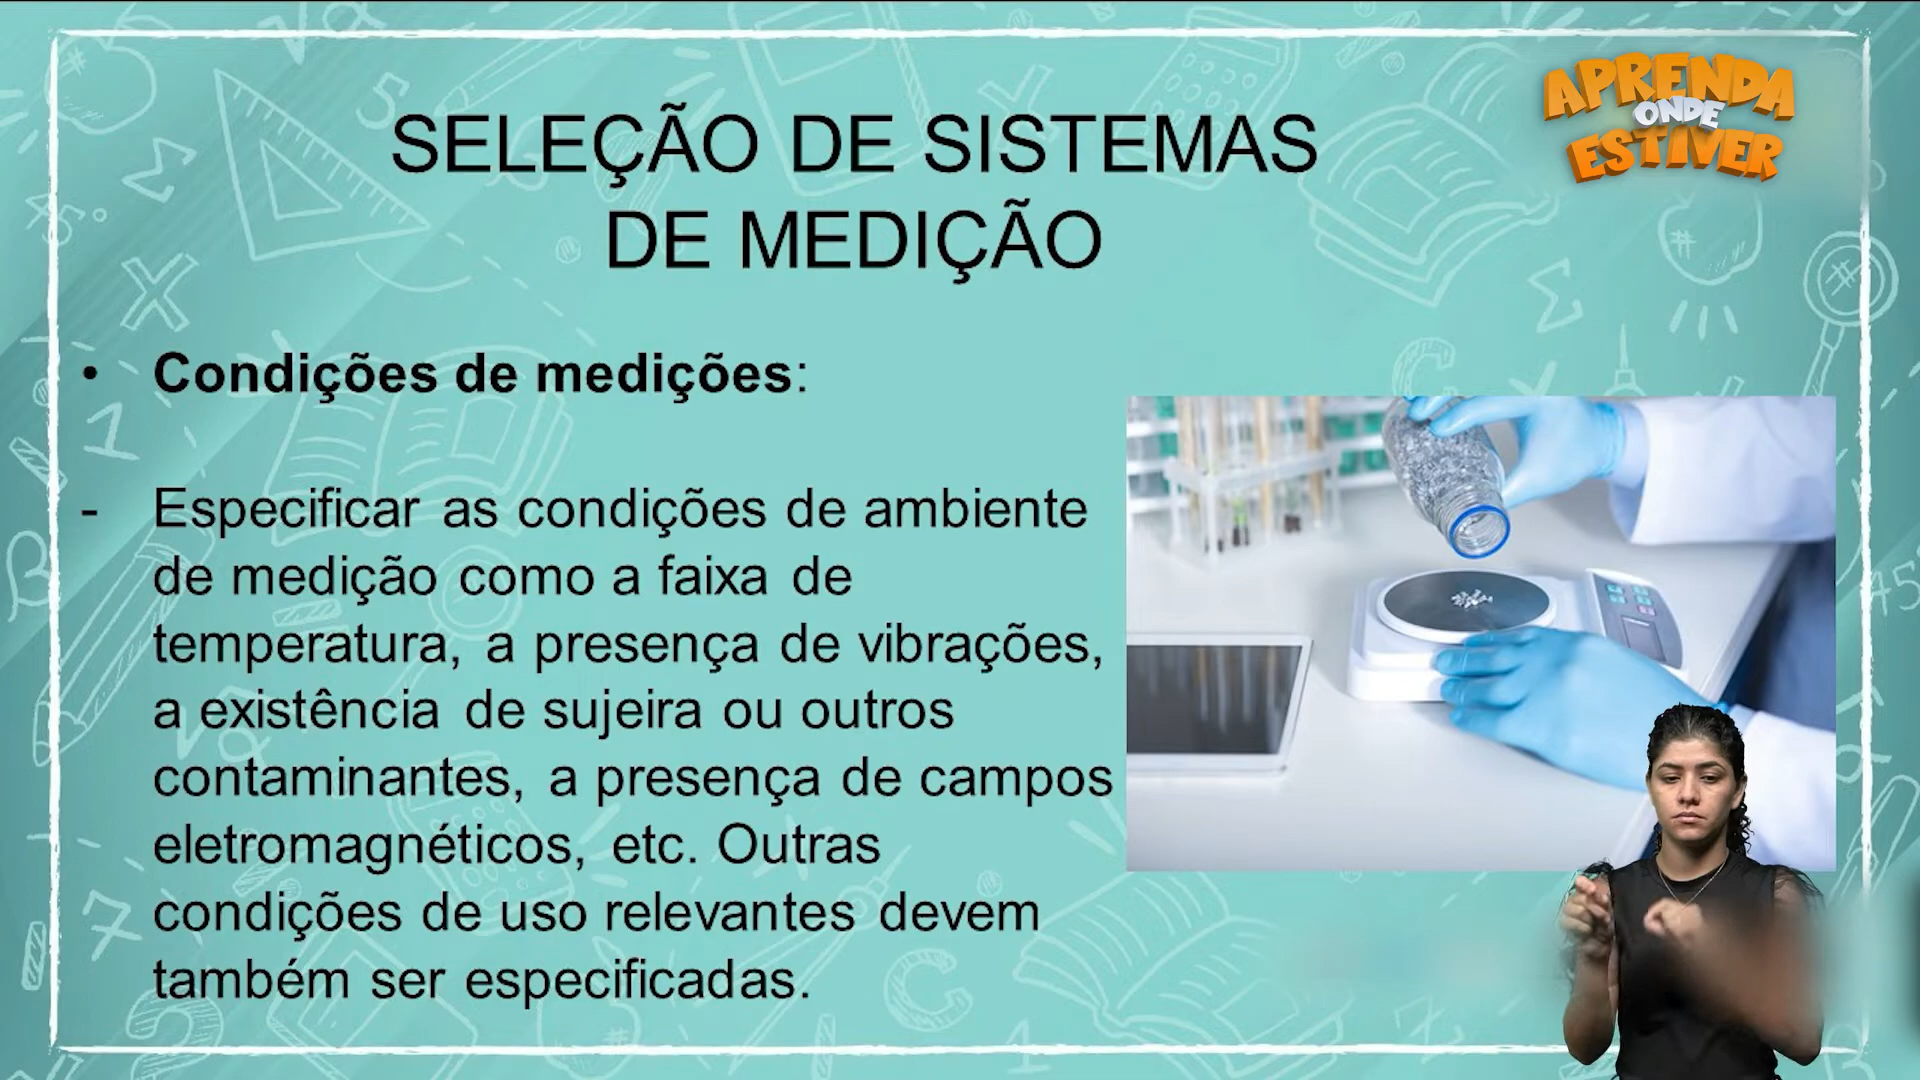 APRENDA
ONDE
ESTIVER
SELEÇÃO DE SISTEMAS
DE MEDIÇÃO
• Condições de medições:
- Especificar as condições de ambiente
de medição como a faixa de
temperatura, a presença de vibrações,
a existência de sujeira ou outros
contaminantes, a presença de campos
eletromagnéticos, etc. Outras
condições de uso relevantes devem
também ser especificadas.